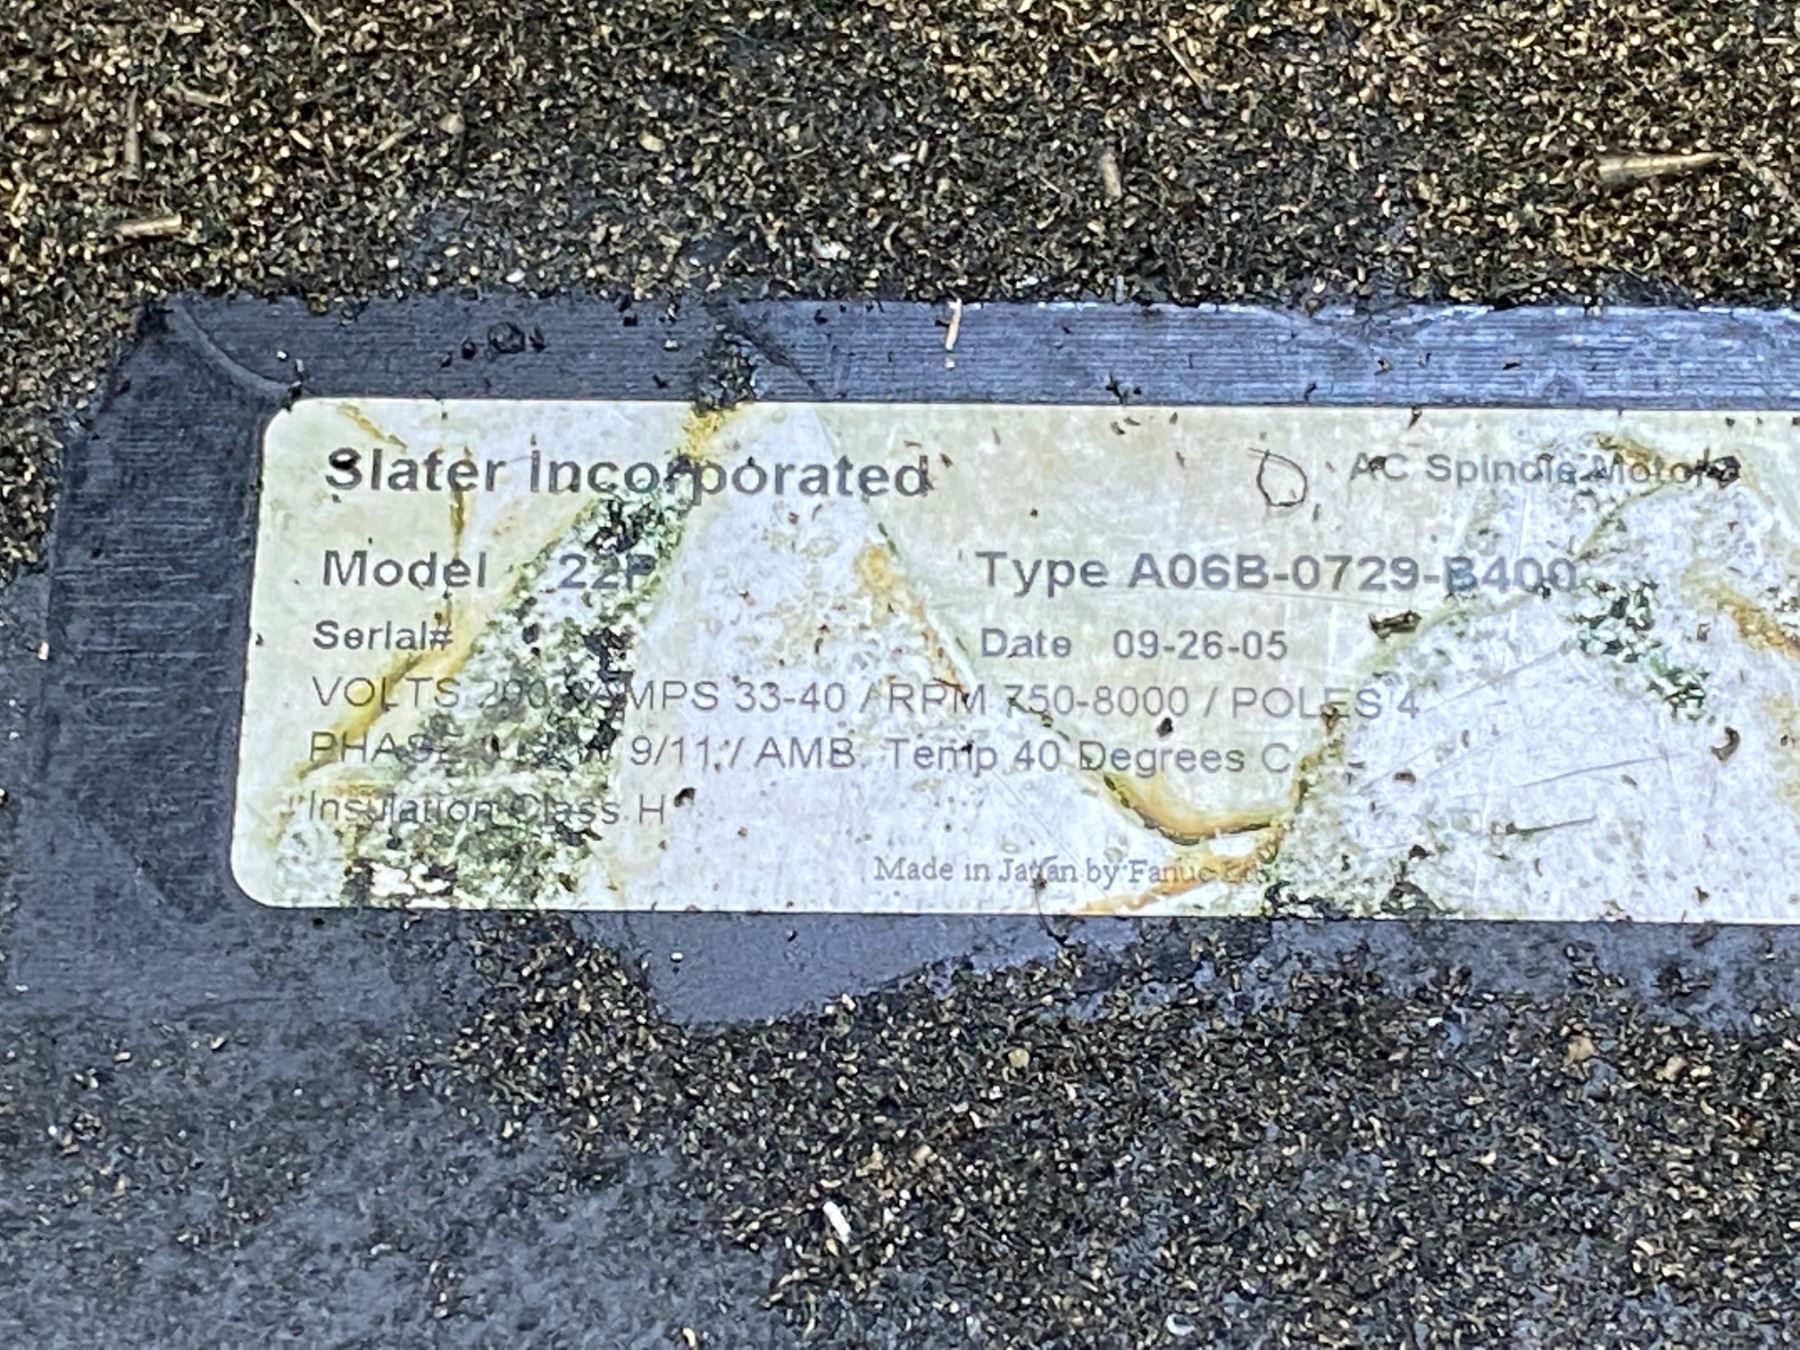 Slater Incorporated
AC Spindle Motors
Model 22P
Type A06B-0729-B400
Serial#
Date 09-26-05
VOLTS 200 AMPS 33-40 / RPM 750-8000 / POLES 4
PHASE 9/11 / AMB. Temp 40 Degrees C
Insulation Class H
Made in Japan by Fanuc